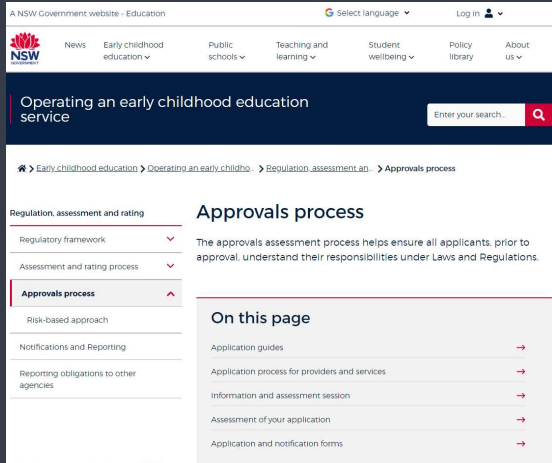 A NSW Government website - Education
Select language
Log in
NSW
GOVERNMENT
News
Early childhood
education
Public
schools
Teaching and
learning
Student
wellbeing
Policy
library
About
us
Operating an early childhood education
service
Enter your search..
Early childhood education > Operating an early childho.. > Regulation, assessment an... > Approvals process
Regulation, assessment and rating
Regulatory framework
Assessment and rating process
Approvals process
Risk-based approach
Notifications and Reporting
Reporting obligations to other
agencies
Approvals process
The approvals assessment process helps ensure all applicants, prior to
approval, understand their responsibilities under Laws and Regulations.
On this page
Application guides
Application process for providers and services
Information and assessment session
Assessment of your application
Application and notification forms